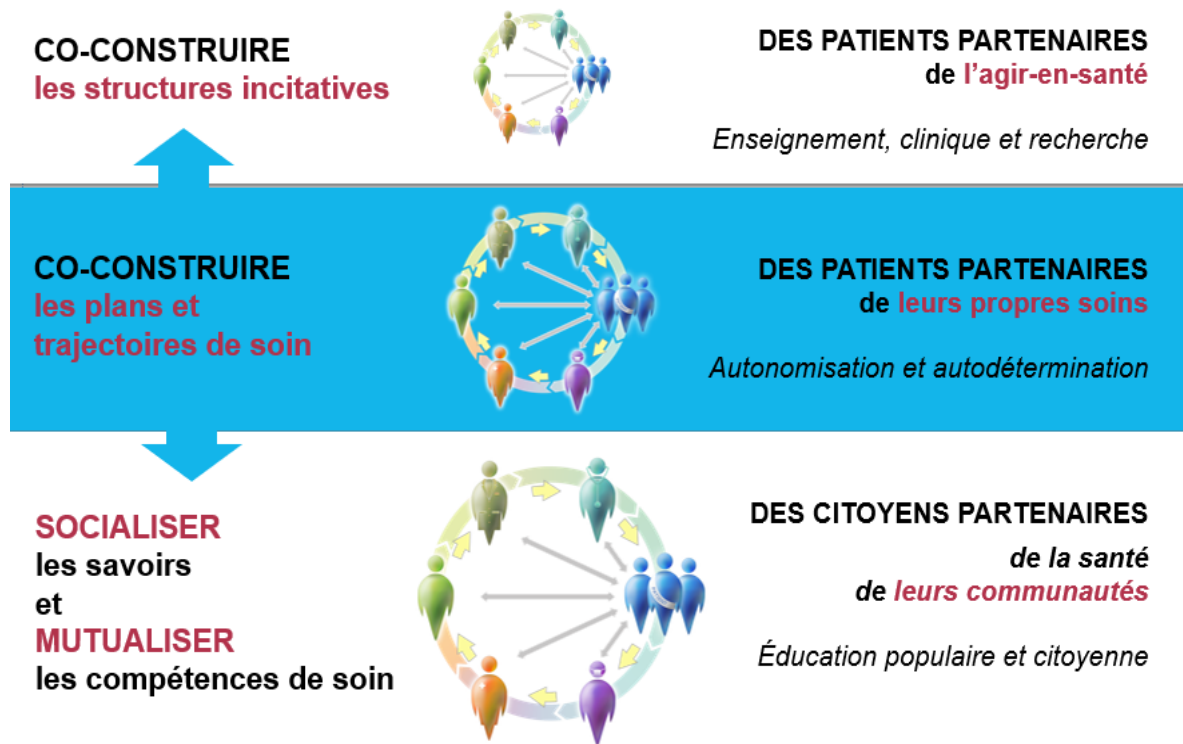 CO-CONSTRUIRE
les structures incitatives
DES PATIENTS PARTENAIRES
de l’agir-en-santé
Enseignement, clinique et recherche
CO-CONSTRUIRE
les plans et
trajectoires de soin
DES PATIENTS PARTENAIRES
de leurs propres soins
Autonomisation et autodétermination
SOCIALISER
les savoirs
et
MUTUALISER
les compétences de soin
DES CITOYENS PARTENAIRES
de la santé
de leurs communautés
Éducation populaire et citoyenne